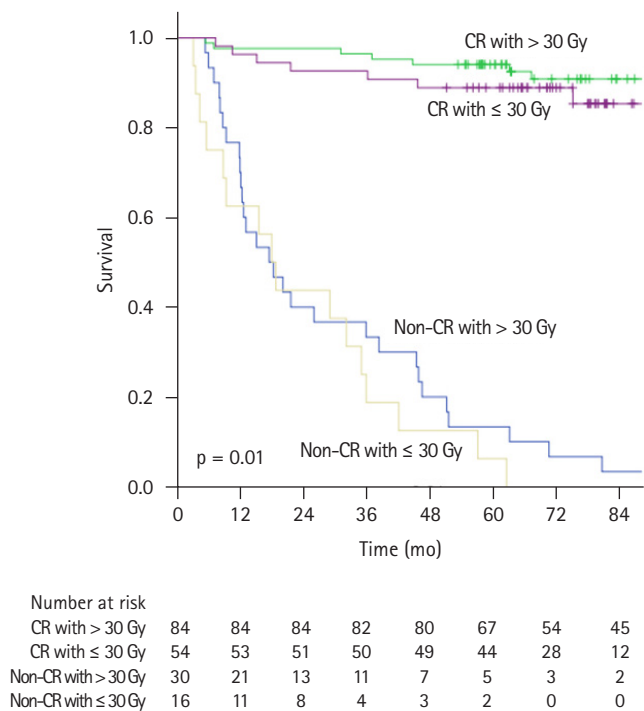 1.0
0.8
0.6
0.4
0.2
0.0
Survival
CR with > 30 Gy
CR with ≤ 30 Gy
Non-CR with > 30 Gy
Non-CR with ≤ 30 Gy
p = 0.01
0 12 24 36 48 60 72 84
Time (mo)
Number at risk
CR with > 30 Gy 84 84 84 82 80 67 54 45
CR with ≤ 30 Gy 54 53 51 50 49 44 28 12
Non-CR with > 30 Gy 30 21 13 11 7 5 3 2
Non-CR with ≤ 30 Gy 16 11 8 4 3 2 0 0